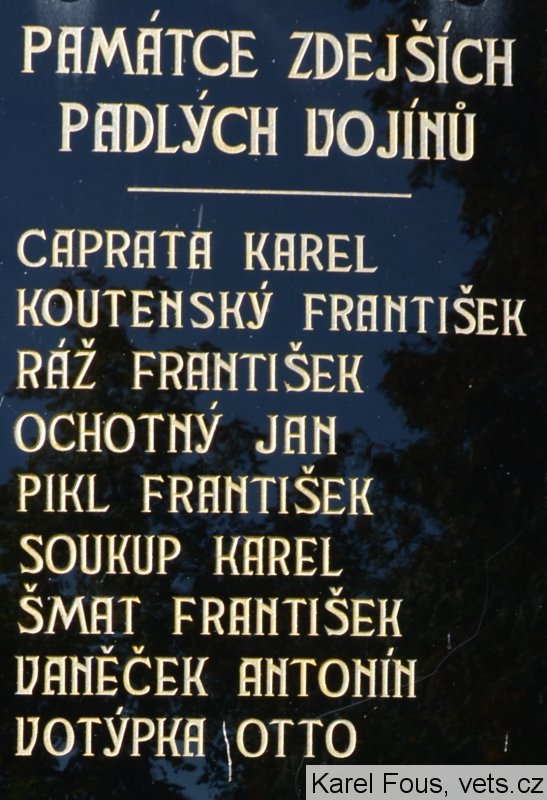 PAMÁTCE ZDEJŠÍCH
PADLÝCH VOJÍNŮ
CAPRATA KAREL
KOUTENSKÝ FRANTIŠEK
RÁŽ FRANTIŠEK
OCHOTNÝ JAN
PIKL FRANTIŠEK
SOUKUP KAREL
ŠMAT FRANTIŠEK
VANĚČEK ANTONÍN
VOTÝPKA OTTO
Karel Fous, vets.cz